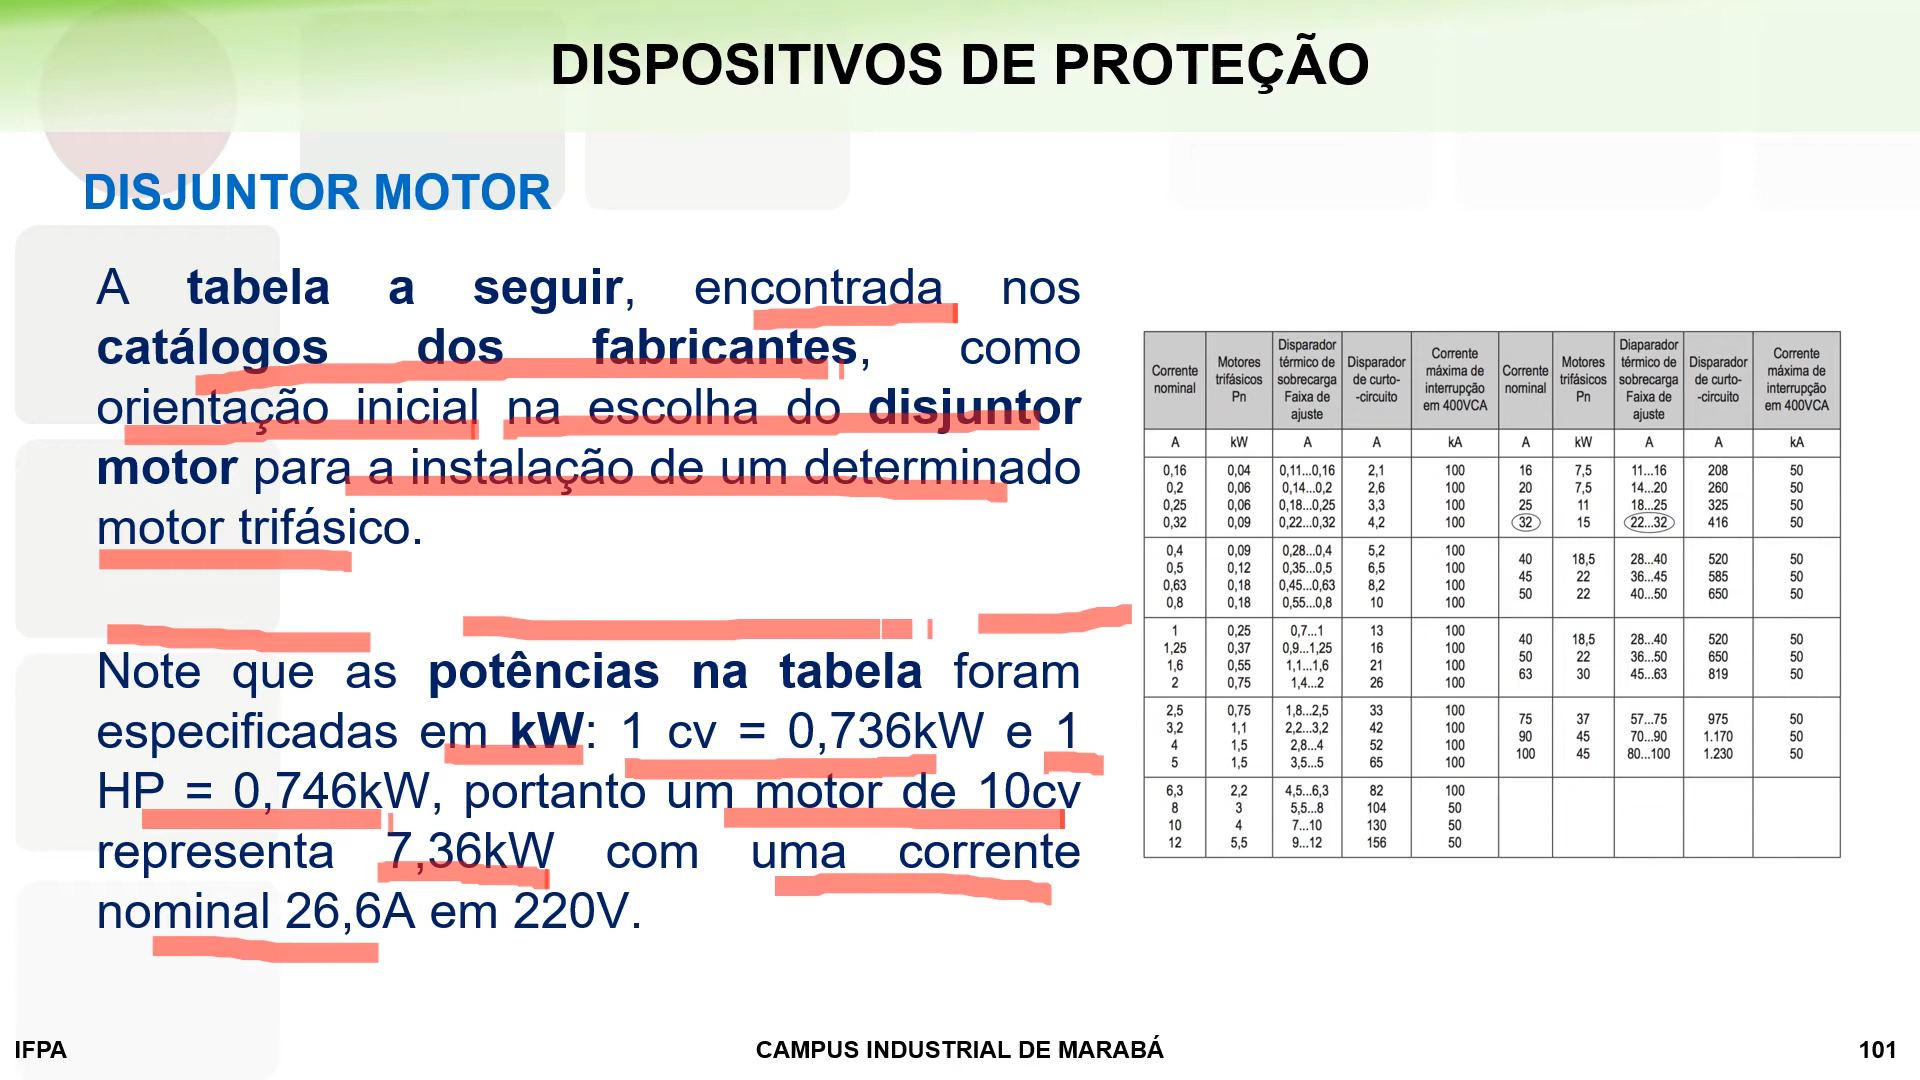 DISPOSITIVOS DE PROTEÇÃO
DISJUNTOR MOTOR
A tabela a seguir, encontrada nos
catálogos dos fabricantes, como
orientação inicial na escolha do disjuntor
motor para a instalação de um determinado
motor trifásico.
Note que as potências na tabela foram
especificadas em kW: 1 cv = 0,736kW e 1
HP = 0,746kW, portanto um motor de 10cv
representa 7,36kW com uma corrente
nominal 26,6A em 220V.
Corrente nominal | Motores trifásicos Pn | Disparador térmico de sobrecarga Faixa de ajuste | Disparador de curto-circuito | Corrente máxima de interrupção em 400VCA | Corrente nominal | Motores trifásicos Pn | Diaparador térmico de sobrecarga Faixa de ajuste | Disparador de curto-circuito | Corrente máxima de interrupção em 400VCA
A kW A A kA A kW A A kA
0,16 0,04 0,11...0,16 2,1 100 16 7,5 11...16 208 50
0,2 0,06 0,14...0,2 2,6 100 20 7,5 14...20 260 50
0,25 0,06 0,18...0,25 3,3 100 25 11 18...25 325 50
0,32 0,09 0,22...0,32 4,2 100 32 15 22...32 416 50
0,4 0,09 0,28...0,4 5,2 100 40 18,5 28...40 520 50
0,5 0,12 0,35...0,5 6,5 100 45 22 36...45 585 50
0,63 0,18 0,45...0,63 8,2 100 50 22 40...50 650 50
0,8 0,18 0,55...0,8 10 100
1 0,25 0,7...1 13 100 40 18,5 28...40 520 50
1,25 0,37 0,9...1,25 16 100 50 22 36...50 650 50
1,6 0,55 1,1...1,6 21 100 63 30 45...63 819 50
2 0,75 1,4...2 26 100
2,5 0,75 1,8...2,5 33 100 75 37 57...75 975 50
3,2 1,1 2,2...3,2 42 100 90 45 70...90 1.170 50
4 1,5 2,8...4 52 100 100 45 80...100 1.230 50
5 1,5 3,5...5 65 100
6,3 2,2 4,5...6,3 82 100
8 3 5,5...8 104 50
10 4 7...10 130 50
12 5,5 9...12 156 50
IFPA
CAMPUS INDUSTRIAL DE MARABÁ
101